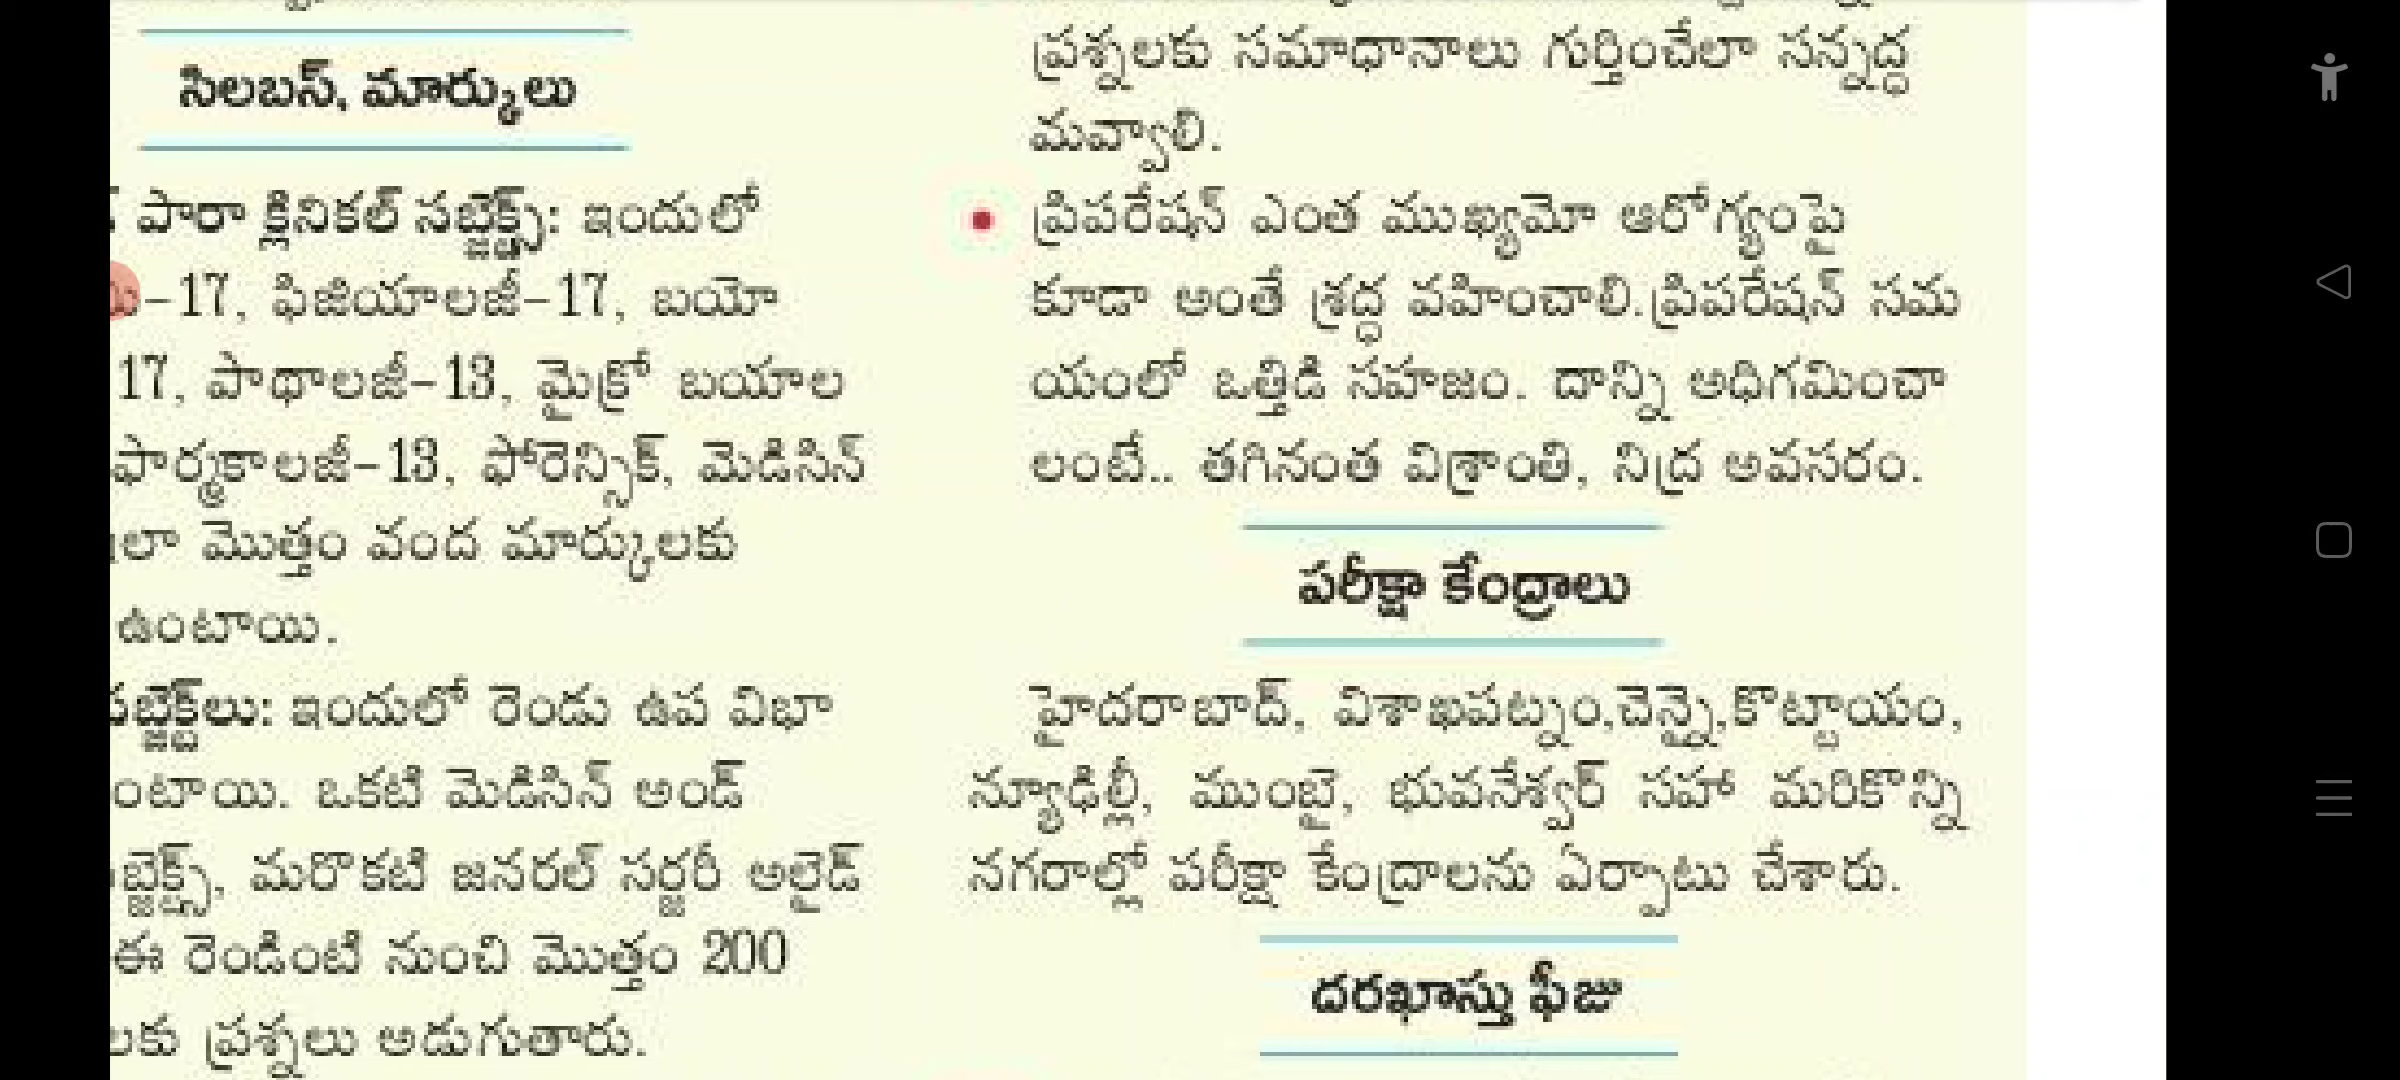 సిలబస్, మార్కులు
పారా క్లినికల్ సబ్జెక్ట్స్: ఇందులో
–17, ఫిజియాలజీ–17, బయో
17, పాథాలజీ–13, మైక్రో బయాల
ఫార్మకాలజీ–13, ఫోరెన్సిక్, మెడిసిన్
మొత్తం వంద మార్కులకు
ఉంటాయి.
ఇందులో రెండు ఉప విభా
ఒకటి మెడిసిన్ అండ్
మరొకటి జనరల్ సర్జరీ అలైడ్
ఈ రెండింటి నుంచి మొత్తం 200
ప్రశ్నలు అడుగుతారు.
ప్రశ్నలకు సమాధానాలు గుర్తించేలా సన్నద్ధ
మవ్వాలి.
• ప్రిపరేషన్ ఎంత ముఖ్యమో ఆరోగ్యంపై
కూడా అంతే శ్రద్ధ వహించాలి.ప్రిపరేషన్ సమ
యంలో ఒత్తిడి సహజం. దాన్ని అధిగమించా
లంటే.. తగినంత విశ్రాంతి, నిద్ర అవసరం.
పరీక్షా కేంద్రాలు
హైదరాబాద్, విశాఖపట్నం,చెన్నై,కొట్టాయం,
న్యూఢిల్లీ, ముంబై, భువనేశ్వర్ సహా మరికొన్ని
నగరాల్లో పరీక్షా కేంద్రాలను ఏర్పాటు చేశారు.
దరఖాస్తు ఫీజు